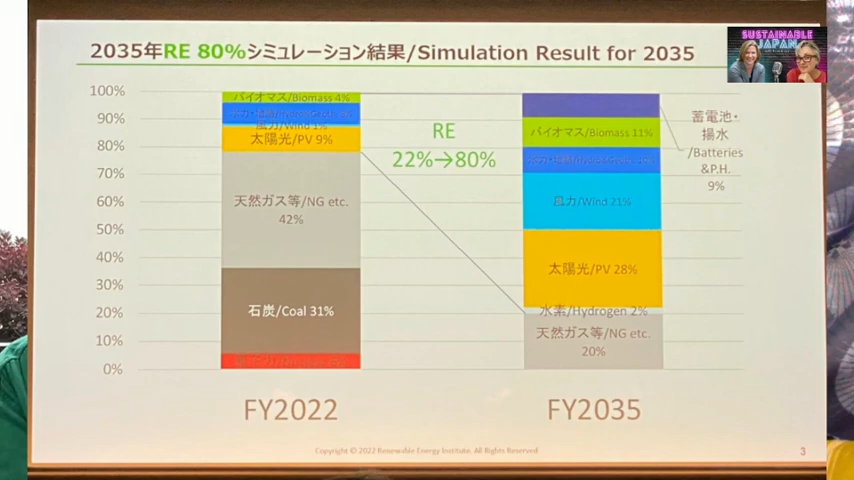 2035年RE 80%シミュレーション結果/Simulation Result for 2035
SUSTAINABLE
JAPAN
100%
90%
80%
70%
60%
50%
40%
30%
20%
10%
0%
バイオマス/Biomass 4%
風力/Wind 1%
太陽光/PV 9%
天然ガス等/NG etc.
42%
石炭/Coal 31%
FY2022
RE
22%→80%
バイオマス/Biomass 11%
風力/Wind 21%
太陽光/PV 28%
水素/Hydrogen 2%
天然ガス等/NG etc.
20%
FY2035
蓄電池・
揚水
/Batteries
&P.H.
9%
Copyright © 2022 Renewable Energy Institute. All Rights Reserved
3